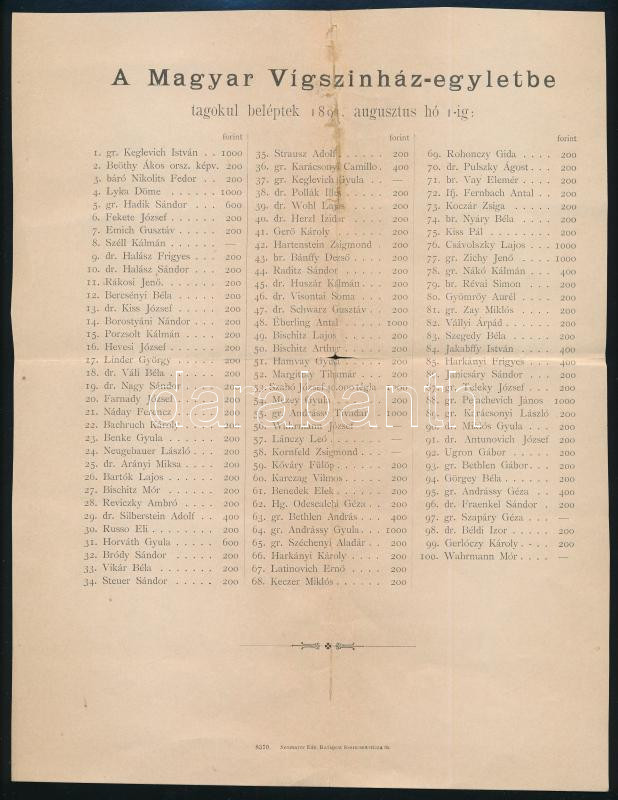 A Magyar Vígszinház-egyletbe
tagokul beléptek 189. augusztus hó 1-ig:
forint
1. gr. Keglevich István . . 1000
2. Beöthy Ákos orsz. képv. 200
3. báró Nikolits Fedor . . 200
4. Lyka Döme . . . . . 1000
5. gr. Hadik Sándor . . . . 600
6. Fekete József . . . . . 200
7. Emich Gusztáv . . . . . 200
8. Széll Kálmán . . . . . . —
9. dr. Halász Frigyes . . . 200
10. dr. Halász Sándor . . . . 200
11. Rákosi Jenő. . . . . . 200
12. Bercsényi Béla . . . . . 200
13. dr. Kiss József . . . . . 200
14. Borostyáni Nándor . . . 200
15. Porzsolt Kálmán . . . . 200
16. Hevesi József . . . . . 200
17. Linder György . . . . . 200
18. dr. Váli Béla . . . . . . 200
19. dr. Nagy Sándor . . . . 200
20. Farnady József . . . . . 200
21. Náday Ferencz . . . . . 200
22. Bachruch Károly . . . . 200
23. Benke Gyula . . . . . . 200
24. Neugebauer László . . . 200
25. dr. Arányi Miksa . . . . 200
26. Bartók Lajos . . . . . 200
27. Bischitz Mór . . . . . 200
28. Reviczky Ambró . . . . 200
29. dr. Silberstein Adolf . . . 400
30. Russo Eli . . . . . . . 200
31. Horváth Gyula . . . . . 600
32. Bródy Sándor . . . . . 200
33. Vikár Béla . . . . . . 200
34. Steuer Sándor . . . . . 200
forint
35. Strausz Adolf . . . . . 200
36. gr. Karácsonyi Camillo . 400
37. gr. Keglevich Gyula . . —
38. dr. Pollák Illés . . . . 200
39. dr. Wohl Lajos . . . . 200
40. dr. Herzl Izidor . . . . 200
41. Gerő Károly . . . . . 200
42. Hartenstein Zsigmond . 200
43. br. Bánffy Dezső . . . . 200
44. Raditz Sándor . . . . . 200
45. dr. Huszár Kálmán . . . 200
46. dr. Visontai Soma . . . 200
47. dr. Schwarz Gusztáv . . 200
48. Eberling Antal . . . . . 1000
49. Bischitz Lajos . . . . . 200
50. Bischitz Arthur . . . . 200
51. Hamvay Gyula . . . . 200
52. Margitay Tihamér . . . 200
53. Szabó József 30.000 tégla
54. Mezey Gyula . . . . . 200
55. gr. Andrássy Tivadar . 1000
56. Wahrmann József . .
57. Lánczy Leó . . . . . —
58. Kornfeld Zsigmond . . . —
59. Kőváry Fülöp . . . . . 200
60. Karczag Vilmos . . . . 200
61. Benedek Elek . . . . . 200
62. Hg. Odescalchi Géza . . 200
63. gr. Bethlen András . . . 400
64. gr. Andrássy Gyula . . . 1000
65. gr. Széchenyi Aladár . . 200
66. Harkányi Károly . . . . 200
67. Latinovich Ernő . . . . 200
68. Keczer Miklós . . . . . 200
forint
69. Rohonczy Gida . . . . 200
70. dr. Pulszky Ágost . . . 200
71. br. Vay Elemér . . . . 200
72. Ifj. Fernbach Antal . . 200
73. Koczár Zsiga . . . . . 200
74. br. Nyáry Béla . . . . 200
75. Kiss Pál . . . . . . . 200
76. Csávolszky Lajos . . . 1000
77. gr. Zichy Jenő . . . . 1000
78. gr. Nákó Kálmán . . . 400
79. br. Révai Simon . . . . 200
80. Gyömröy Aurél . . . . 200
81. gr. Zay Miklós . . . . 200
82. Vállyi Árpád . . . . . 200
83. Szegedy Béla . . . . . 200
84. Jakabffy István . . . . 400
85. Harkányi Frigyes . . . 400
86. Janicsáry Sándor . . . . 200
87. gr. Teleky József . . . 200
88. gr. Pejachevich János . 1000
89. gr. Karácsonyi László . 200
90. dr. Miklós Gyula . . . . 200
91. dr. Antunovich József . 200
92. Ugron Gábor . . . . . 200
93. gr. Bethlen Gábor. . . . 200
94. Görgey Béla . . . . . 200
95. gr. Andrássy Géza . . . 400
96. dr. Fraenkel Sándor . . 200
97. gr. Szapáry Géza . . . —
98. dr. Béldi Izor . . . . . 200
99. Gerlóczy Károly . . . . 200
100. Wahrmann Mór. . . . —
darabanth
8370. Neumayer Ede, Budapest